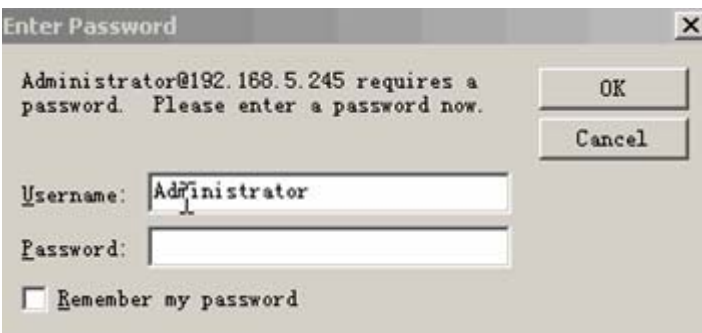 Enter Password
Administrator@192.168.5.245 requires a
password.  Please enter a password now.
OK
Cancel
Username:
Administrator
Password:
Remember my password